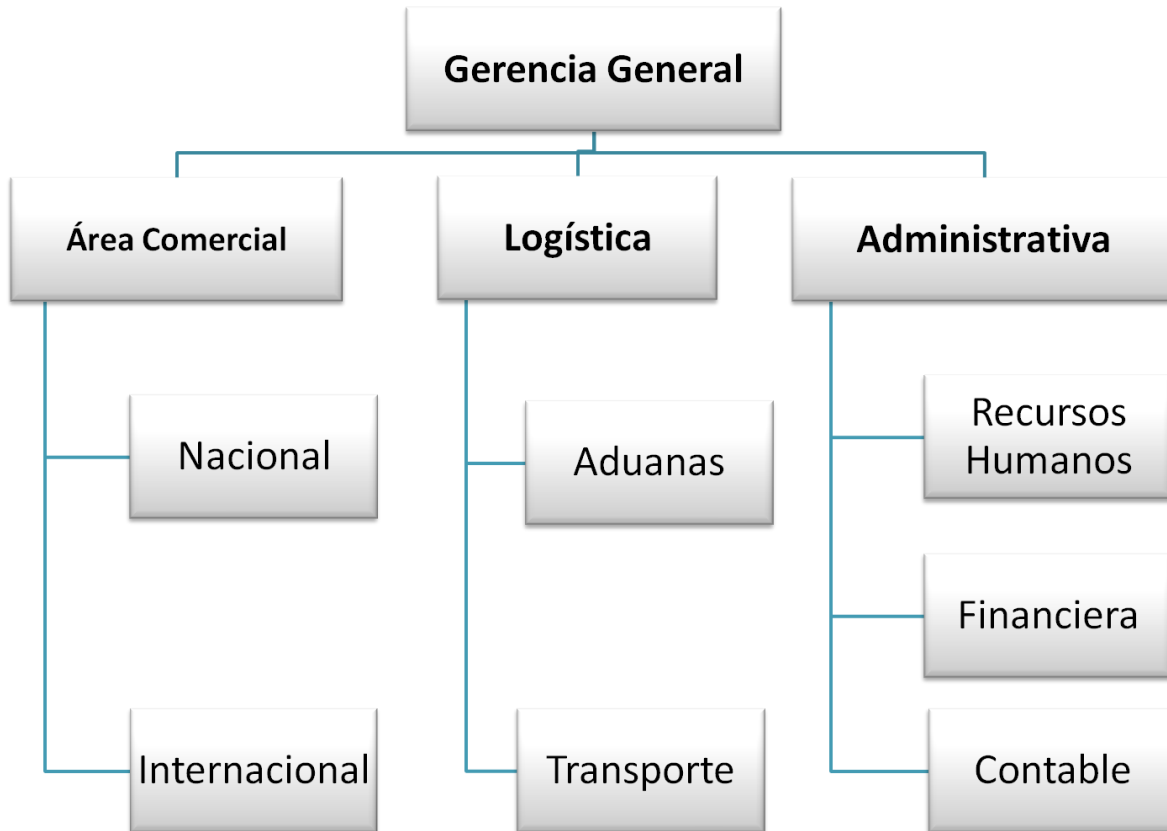 Gerencia General
Área Comercial
Logística
Administrativa
Nacional
Aduanas
Recursos
Humanos
Financiera
Internacional
Transporte
Contable